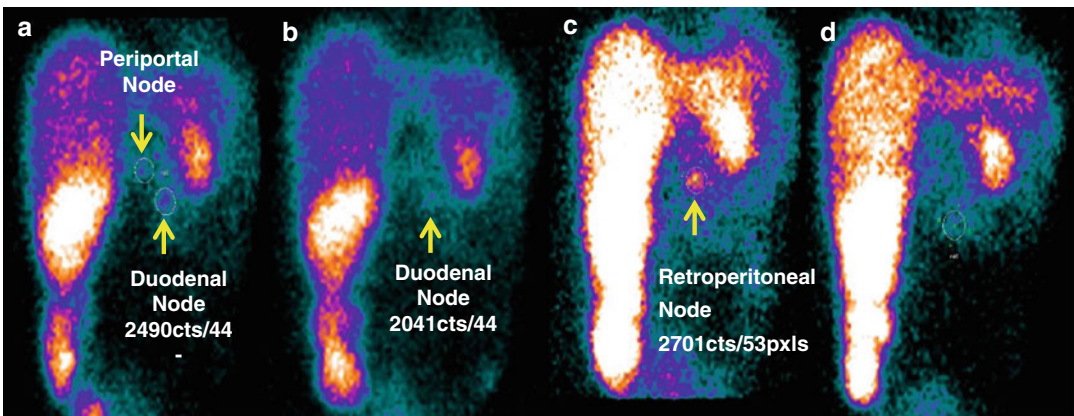 a
Periportal
Node
Duodenal
Node
2490cts/44
-
b
Duodenal
Node
2041cts/44
c
Retroperitoneal
Node
2701cts/53pxls
d